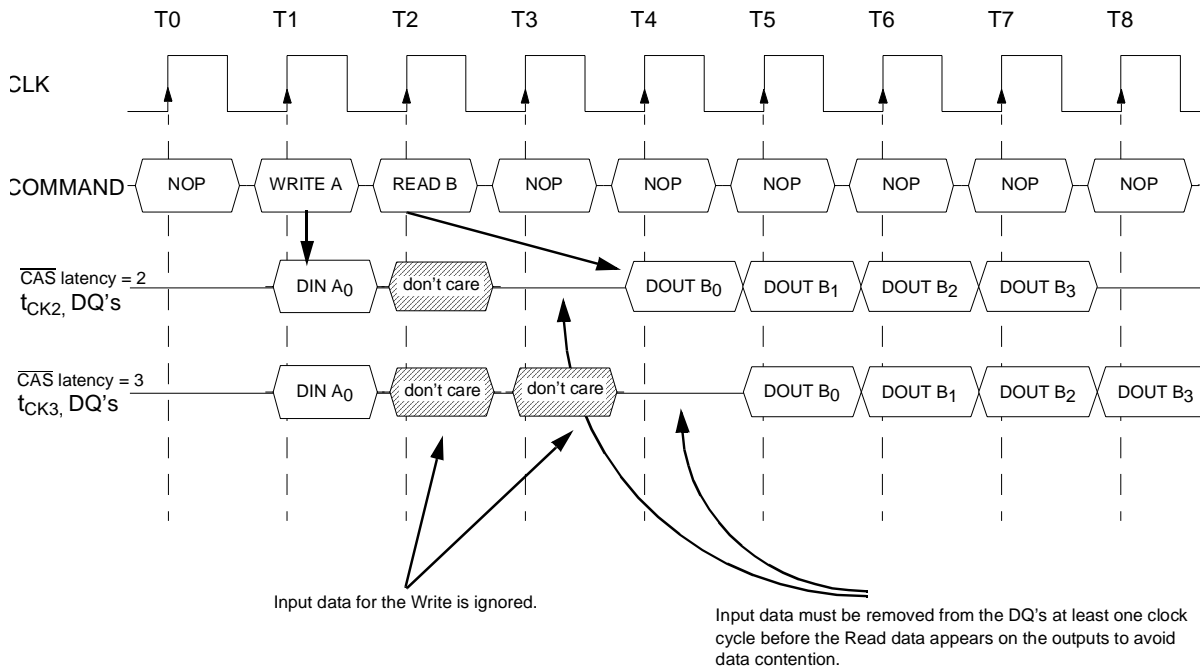 T0 T1 T2 T3 T4 T5 T6 T7 T8
CLK
COMMAND NOP WRITE A READ B NOP NOP NOP NOP NOP NOP
CAS latency = 2
tCK2, DQ's DIN A0 don't care DOUT B0 DOUT B1 DOUT B2 DOUT B3
CAS latency = 3
tCK3, DQ's DIN A0 don't care don't care DOUT B0 DOUT B1 DOUT B2 DOUT B3
Input data for the Write is ignored.
Input data must be removed from the DQ's at least one clock
cycle before the Read data appears on the outputs to avoid
data contention.